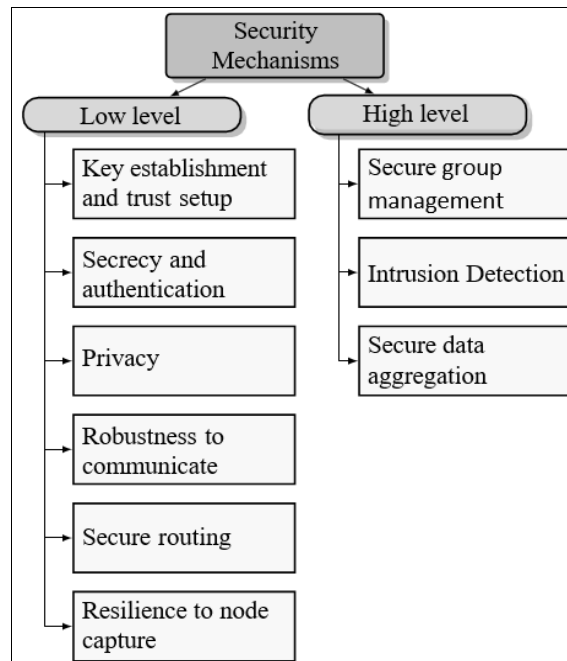 Security
Mechanisms
Low level
High level
Key establishment
and trust setup
Secure group
management
Secrecy and
authentication
Intrusion Detection
Privacy
Secure data
aggregation
Robustness to
communicate
Secure routing
Resilience to node
capture